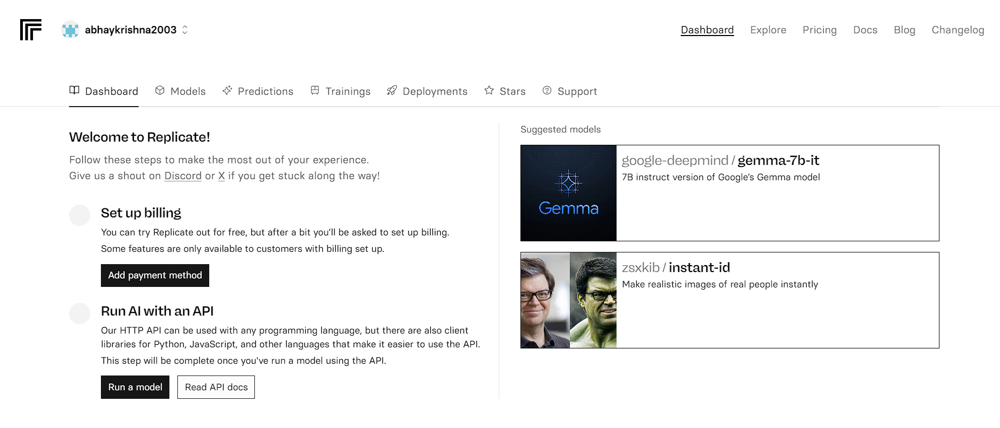 abhaykrishna2003
Dashboard
Explore
Pricing
Docs
Blog
Changelog
Dashboard
Models
Predictions
Trainings
Deployments
Stars
Support
Welcome to Replicate!
Follow these steps to make the most out of your experience.
Give us a shout on Discord or X if you get stuck along the way!
Set up billing
You can try Replicate out for free, but after a bit you’ll be asked to set up billing.
Some features are only available to customers with billing set up.
Add payment method
Run AI with an API
Our HTTP API can be used with any programming language, but there are also client
libraries for Python, JavaScript, and other languages that make it easier to use the API.
This step will be complete once you've run a model using the API.
Run a model
Read API docs
Suggested models
Gemma
google-deepmind / gemma-7b-it
7B instruct version of Google’s Gemma model
zsxkib / instant-id
Make realistic images of real people instantly